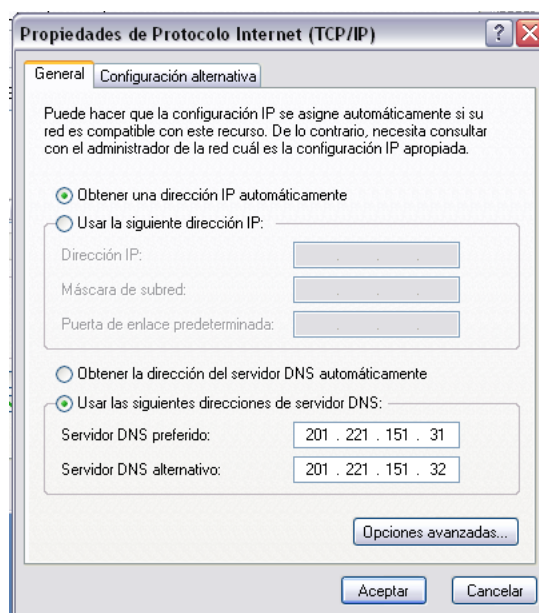 Propiedades de Protocolo Internet (TCP/IP)
General
Configuración alternativa
Puede hacer que la configuración IP se asigne automáticamente si su
red es compatible con este recurso. De lo contrario, necesita consultar
con el administrador de la red cuál es la configuración IP apropiada.
Obtener una dirección IP automáticamente
Usar la siguiente dirección IP:
Dirección IP:
Máscara de subred:
Puerta de enlace predeterminada:
Obtener la dirección del servidor DNS automáticamente
Usar las siguientes direcciones de servidor DNS:
Servidor DNS preferido: 201 . 221 . 151 . 31
Servidor DNS alternativo: 201 . 221 . 151 . 32
Opciones avanzadas...
Aceptar Cancelar